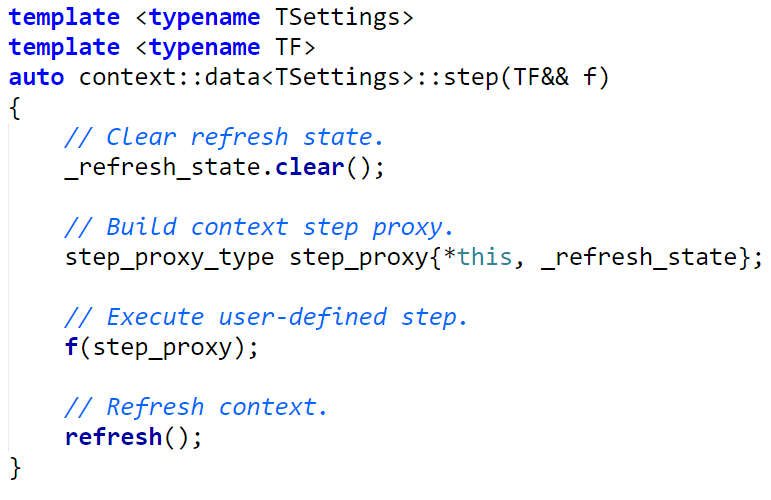 template <typename TSettings>
template <typename TF>
auto context::data<TSettings>::step(TF&& f)
{
    // Clear refresh state.
    _refresh_state.clear();
    // Build context step proxy.
    step_proxy_type step_proxy{*this, _refresh_state};
    // Execute user-defined step.
    f(step_proxy);
    // Refresh context.
    refresh();
}